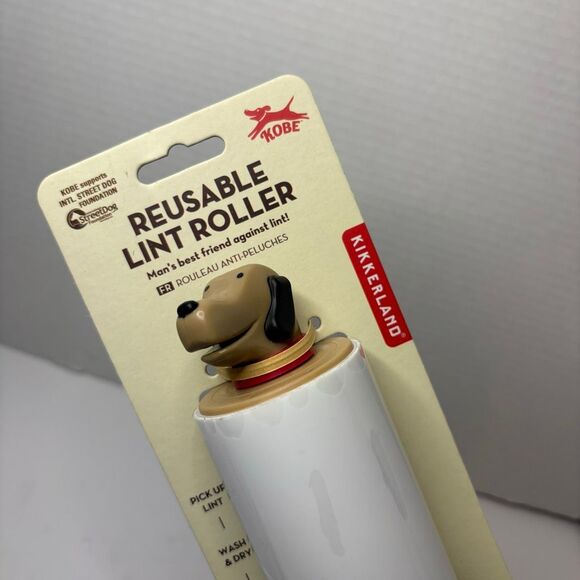 KOBE
KOBE supports
INTL. STREET DOG
FOUNDATION
StreetDog
Foundation
REUSABLE
LINT ROLLER
Man's best friend against lint!
FR ROULEAU ANTI-PELUCHES
KIKKERLAND®
PICK UP
LINT
WASH
& DRY